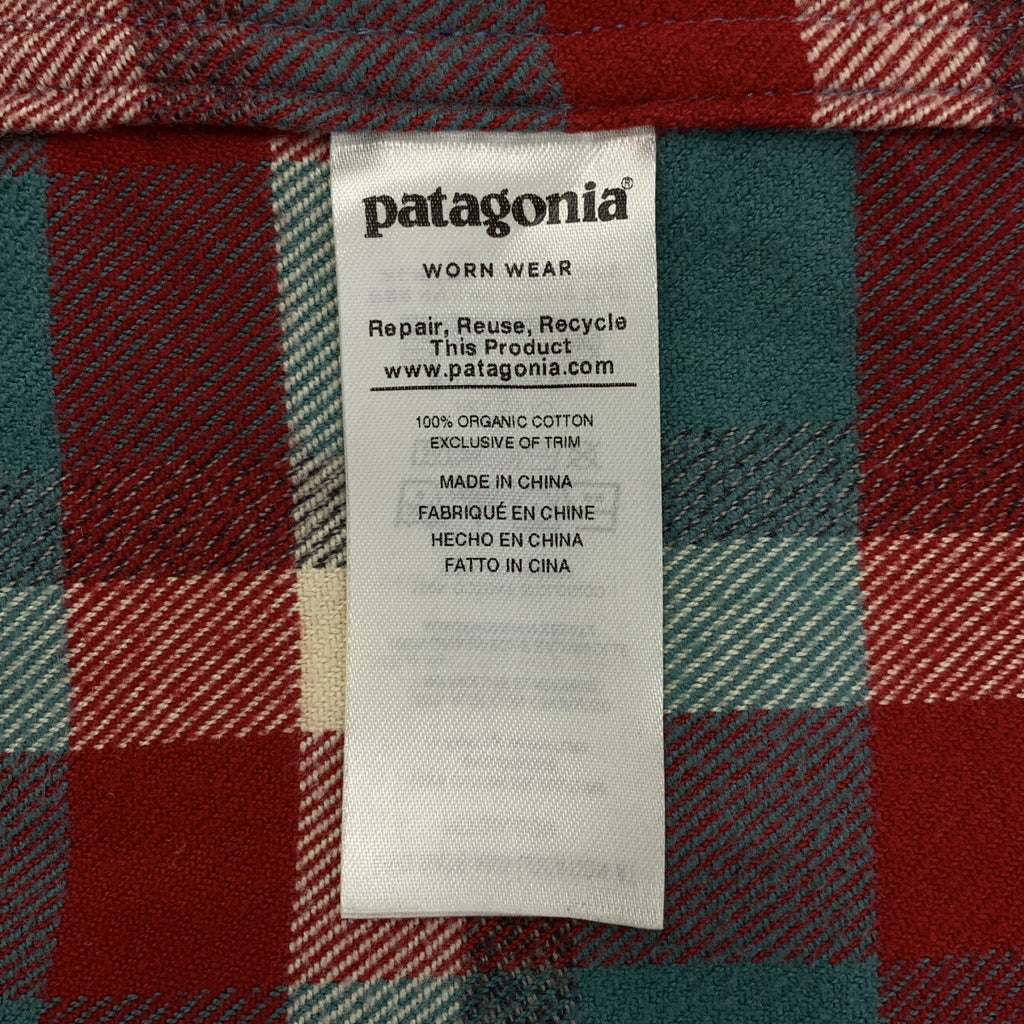 patagonia®
WORN WEAR
Repair, Reuse, Recycle
This Product
www.patagonia.com
100% ORGANIC COTTON
EXCLUSIVE OF TRIM
MADE IN CHINA
FABRIQUÉ EN CHINE
HECHO EN CHINA
FATTO IN CINA